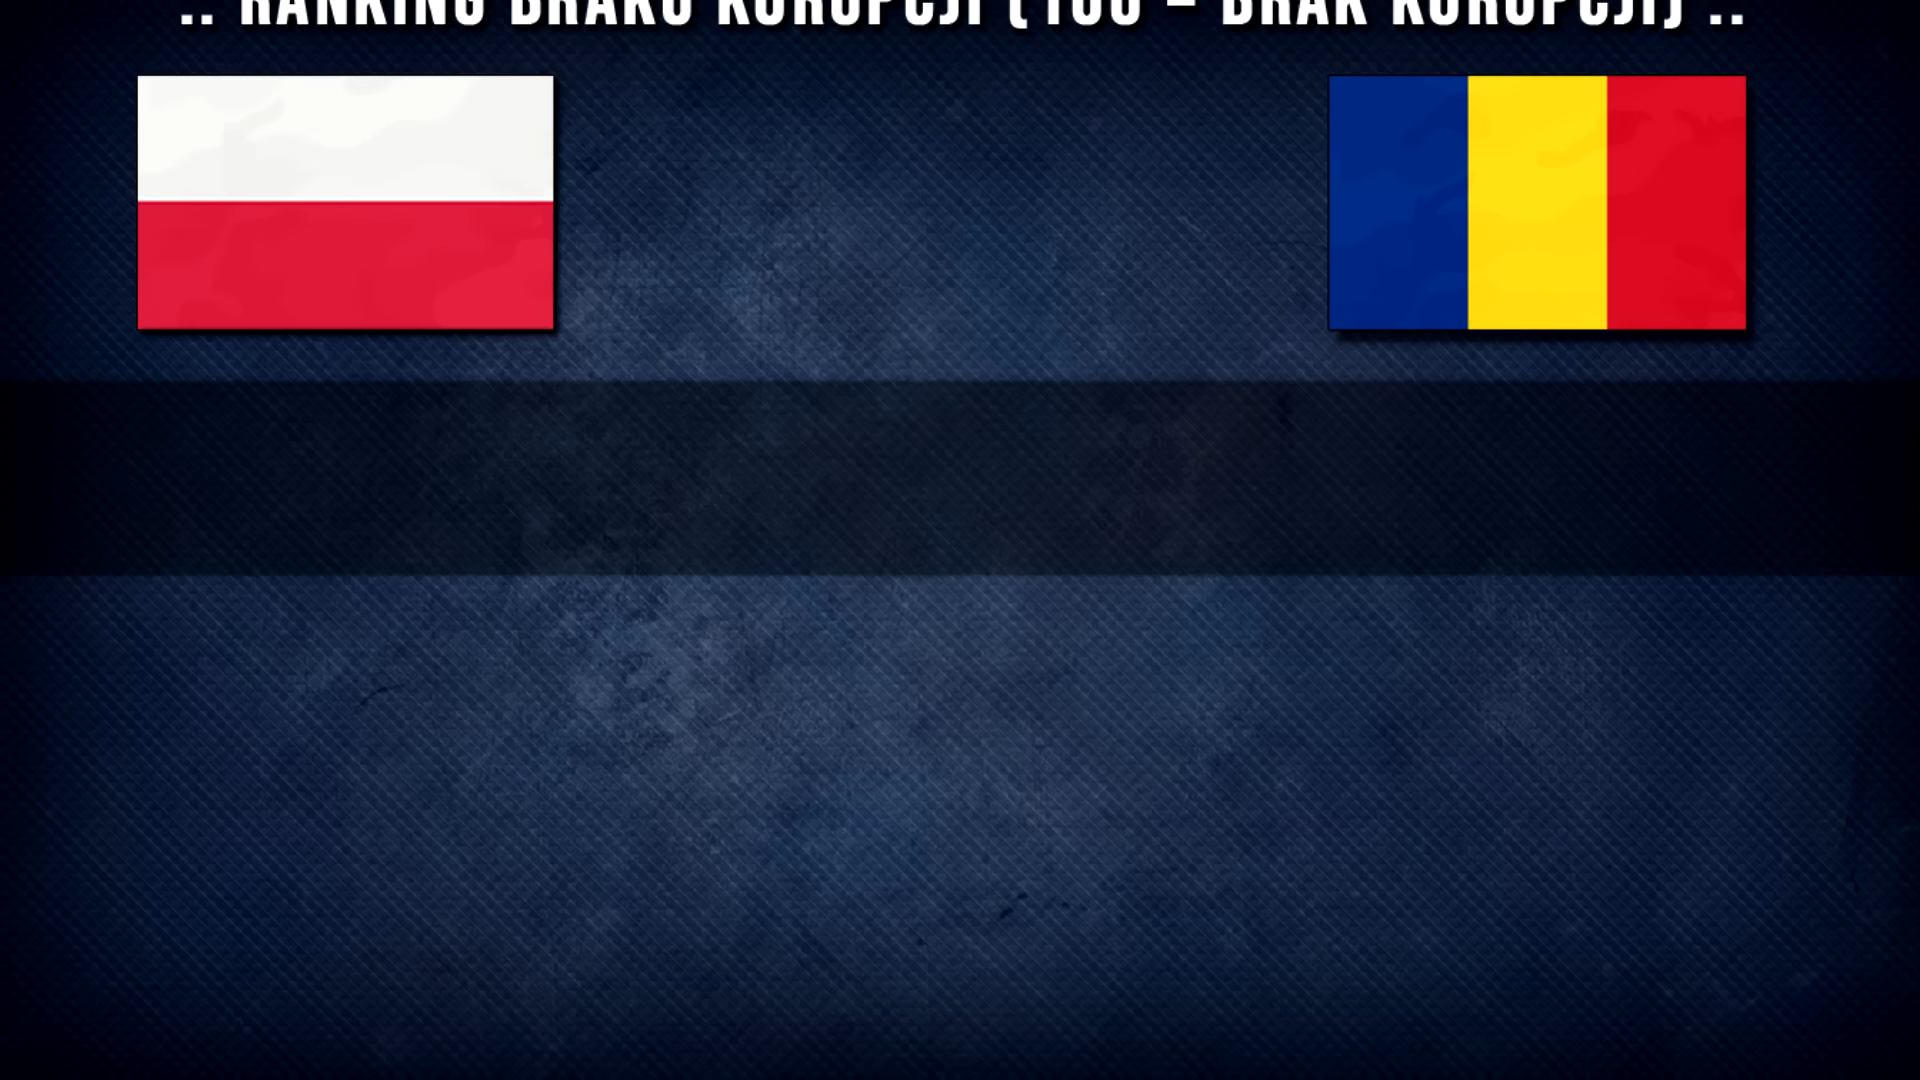 .. RANKING BRAKU KORUPCJI (100 = BRAK KORUPCJI) ..